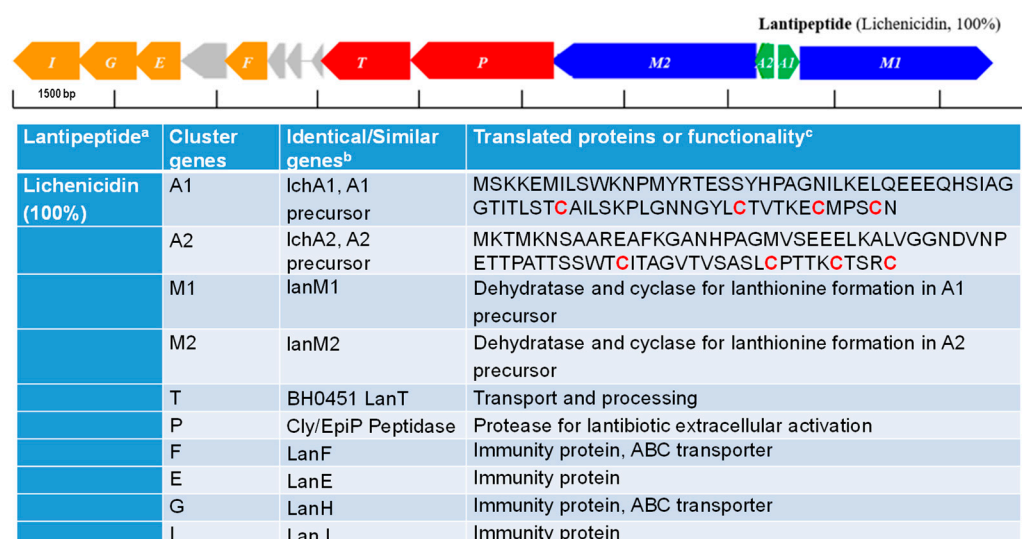 Lantipeptide (Lichenicidin, 100%)
I G E F T P M2 A2 A1 M1
1500 bp
Lantipeptideᵃ Cluster genes Identical/Similar genesᵇ Translated proteins or functionalityᶜ
Lichenicidin (100%) A1 lchA1, A1 precursor MSKKEMILSWKNPMYRTESSYHPAGNILKELQEEEQHSIAG
GTITLSTCAILSKPLGNNGYLCTVTKECMPSCN
A2 lchA2, A2 precursor MKTMKNSAAREAFKGANHPAGMVSEEELKALVGGNDVNP
ETTPATTSSWTCITAGVTVSASLCPTTKCTSRC
M1 lanM1 Dehydratase and cyclase for lanthionine formation in A1
precursor
M2 lanM2 Dehydratase and cyclase for lanthionine formation in A2
precursor
T BH0451 LanT Transport and processing
P Cly/EpiP Peptidase Protease for lantibiotic extracellular activation
F LanF Immunity protein, ABC transporter
E LanE Immunity protein
G LanH Immunity protein, ABC transporter
I Immunity protein